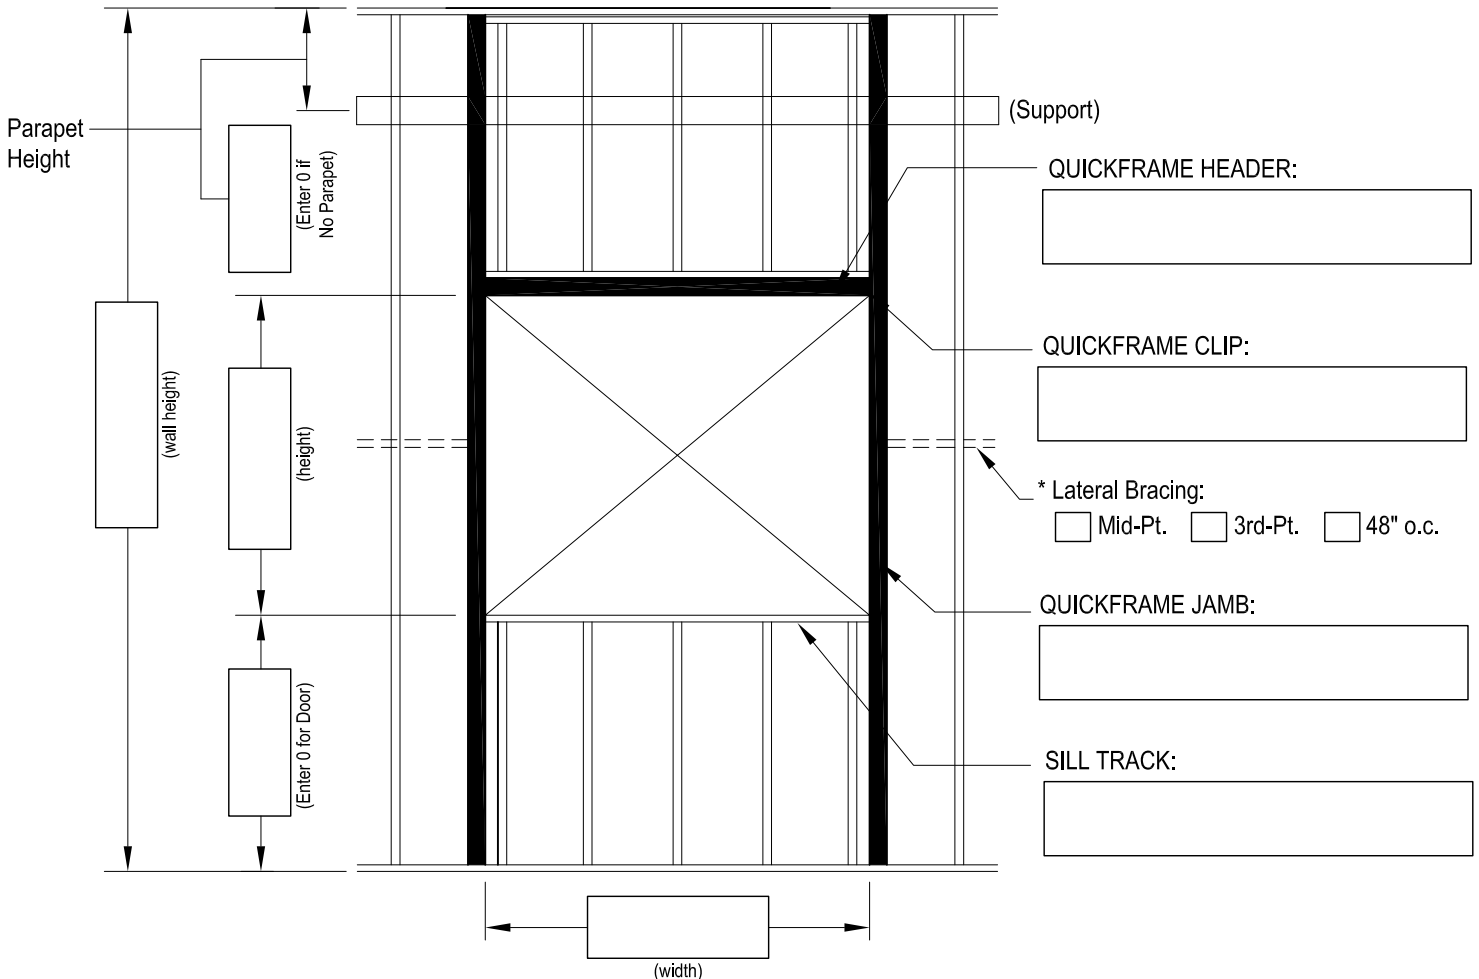 (Support)
Parapet
Height
(Enter 0 if
No Parapet)
QUICKFRAME HEADER:
QUICKFRAME CLIP:
(wall height)
(height)
* Lateral Bracing:
Mid-Pt. 3rd-Pt. 48" o.c.
QUICKFRAME JAMB:
(Enter 0 for Door)
SILL TRACK:
(width)